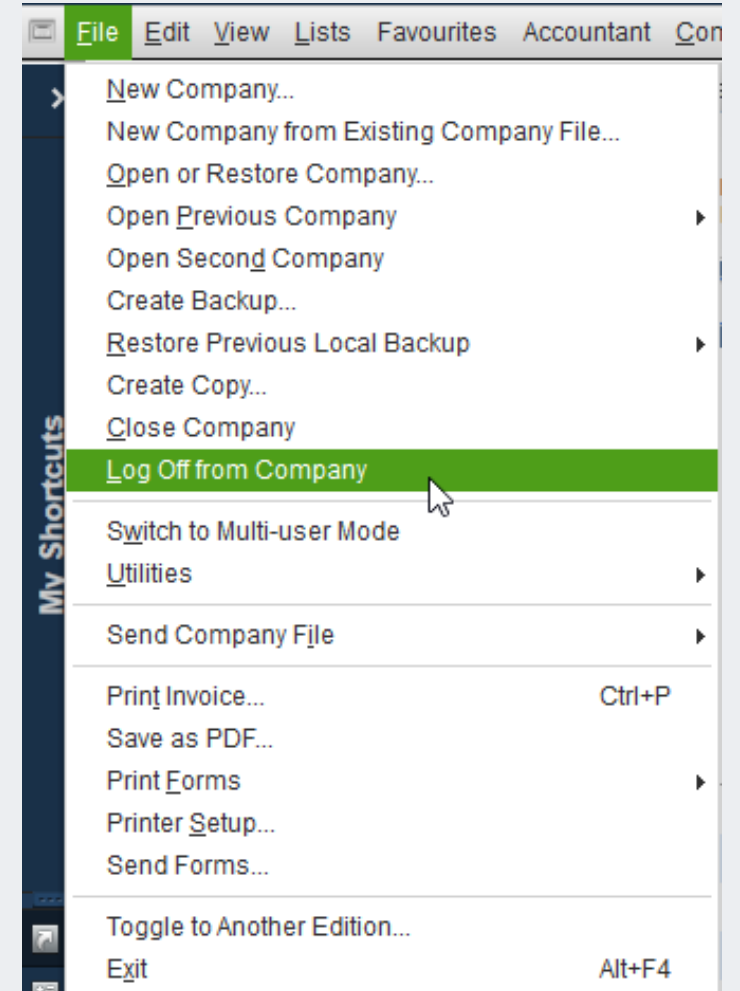 File Edit View Lists Favourites Accountant Con
New Company...
New Company from Existing Company File...
Open or Restore Company...
Open Previous Company
Open Second Company
Create Backup...
Restore Previous Local Backup
Create Copy...
Close Company
Log Off from Company
My Shortcuts
Switch to Multi-user Mode
Utilities
Send Company File
Print Invoice... Ctrl+P
Save as PDF...
Print Forms
Printer Setup...
Send Forms...
Toggle to Another Edition...
Exit Alt+F4